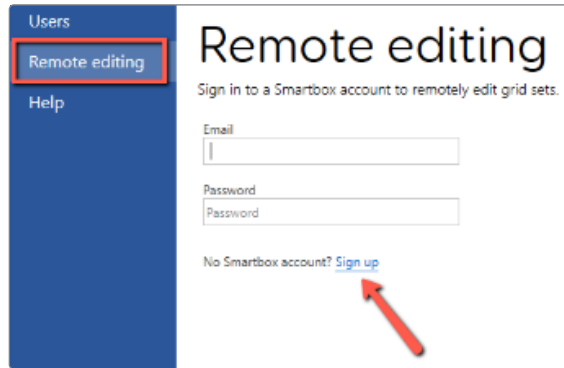 Users
Remote editing
Help
Remote editing
Sign in to a Smartbox account to remotely edit grid sets.
Email
Password
Password
No Smartbox account? Sign up